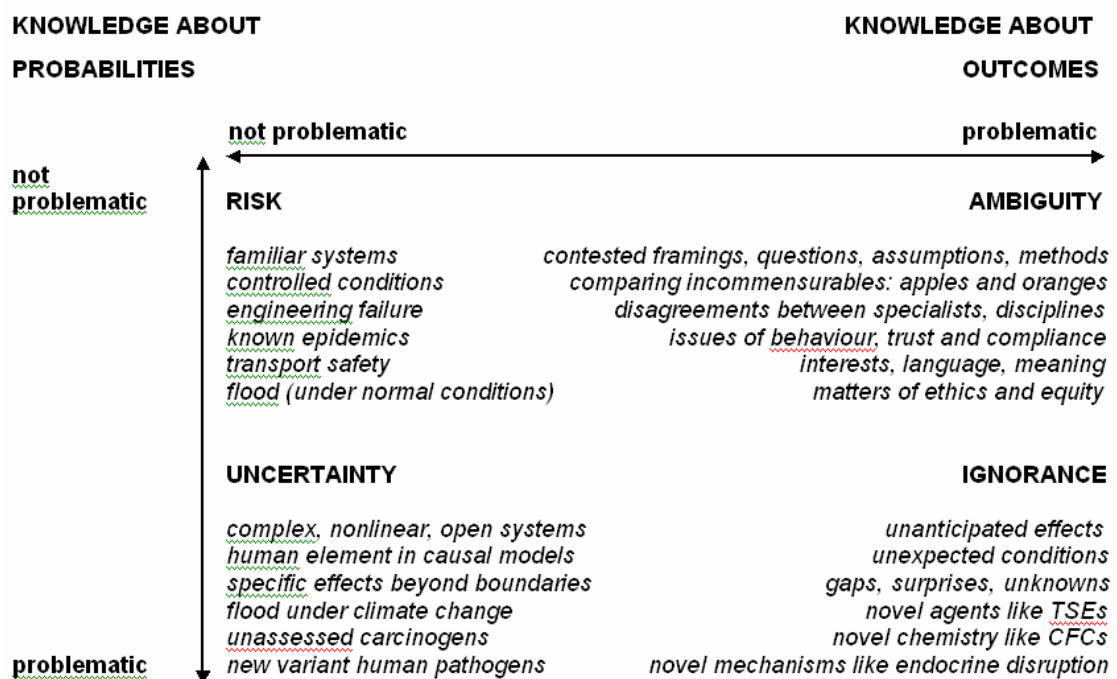 KNOWLEDGE ABOUT KNOWLEDGE ABOUT
PROBABILITIES OUTCOMES
not problematic problematic
not
problematic
RISK AMBIGUITY
familiar systems contested framings, questions, assumptions, methods
controlled conditions comparing incommensurables: apples and oranges
engineering failure disagreements between specialists, disciplines
known epidemics issues of behaviour, trust and compliance
transport safety interests, language, meaning
flood (under normal conditions) matters of ethics and equity
UNCERTAINTY IGNORANCE
complex, nonlinear, open systems unanticipated effects
human element in causal models unexpected conditions
specific effects beyond boundaries gaps, surprises, unknowns
flood under climate change novel agents like TSEs
unassessed carcinogens novel chemistry like CFCs
problematic new variant human pathogens novel mechanisms like endocrine disruption